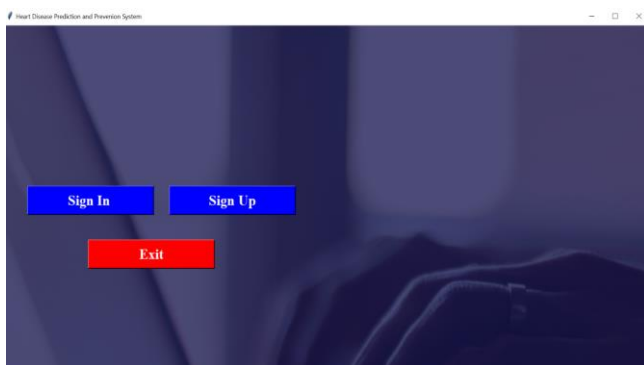 Heart Disease Prediction and Prevenion System
Sign In
Sign Up
Exit